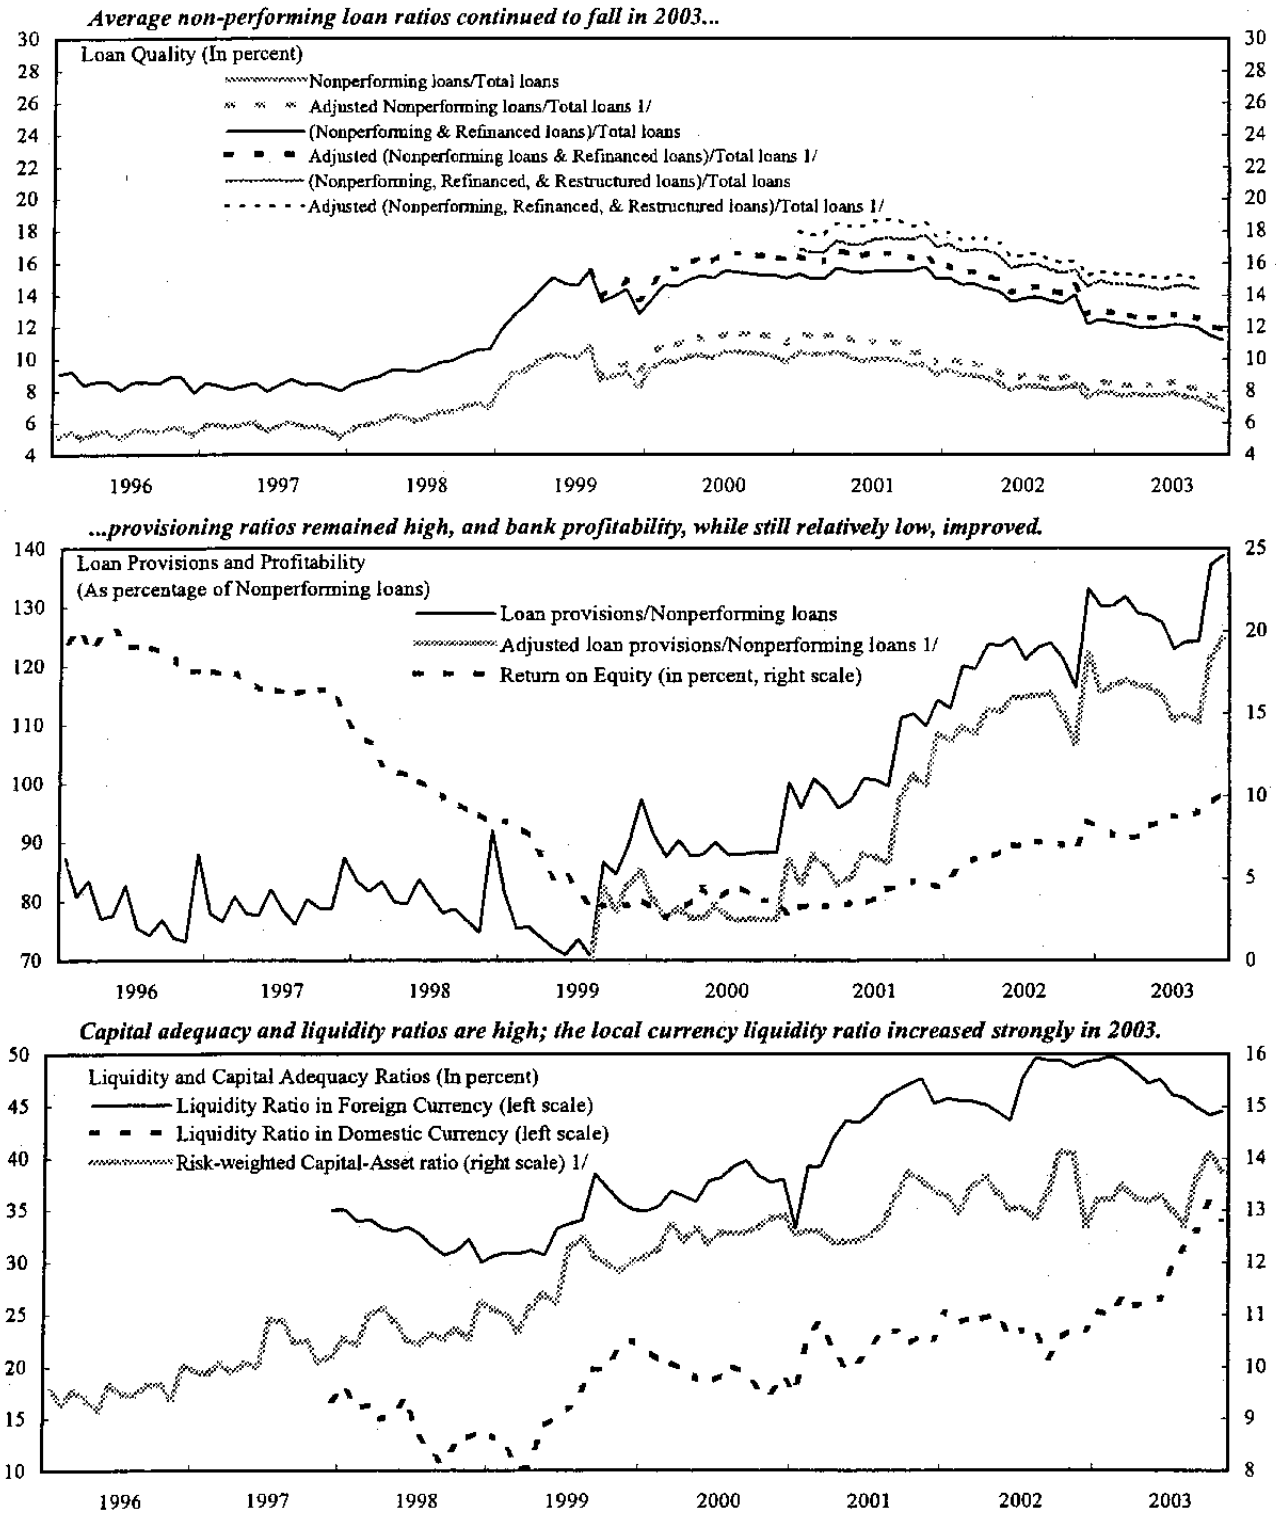 Average non-performing loan ratios continued to fall in 2003...
30 30
Loan Quality (In percent)
28 28
Nonperforming loans/Total loans
26 26
Adjusted Nonperforming loans/Total loans 1/
24 24
(Nonperforming & Refinanced loans)/Total loans
Adjusted (Nonperforming loans & Refinanced loans)/Total loans 1/
22 22
(Nonperforming, Refinanced, & Restructured loans)/Total loans
20 20
Adjusted (Nonperforming, Refinanced, & Restructured loans)/Total loans 1/
18 18
16 16
14 14
12 12
10 10
8 8
6 6
4 4
1996 1997 1998 1999 2000 2001 2002 2003
...provisioning ratios remained high, and bank profitability, while still relatively low, improved.
140 25
Loan Provisions and Profitability
(As percentage of Nonperforming loans)
130
Loan provisions/Nonperforming loans
20
Adjusted loan provisions/Nonperforming loans 1/
120
Return on Equity (in percent, right scale)
15
110
100
10
90
5
80
70 0
1996 1997 1998 1999 2000 2001 2002 2003
Capital adequacy and liquidity ratios are high; the local currency liquidity ratio increased strongly in 2003.
50 16
Liquidity and Capital Adequacy Ratios (In percent)
45 15
Liquidity Ratio in Foreign Currency (left scale)
Liquidity Ratio in Domestic Currency (left scale)
40 14
Risk-weighted Capital-Asset ratio (right scale) 1/
35 13
30 12
25 11
20 10
15 9
10 8
1996 1997 1998 1999 2000 2001 2002 2003